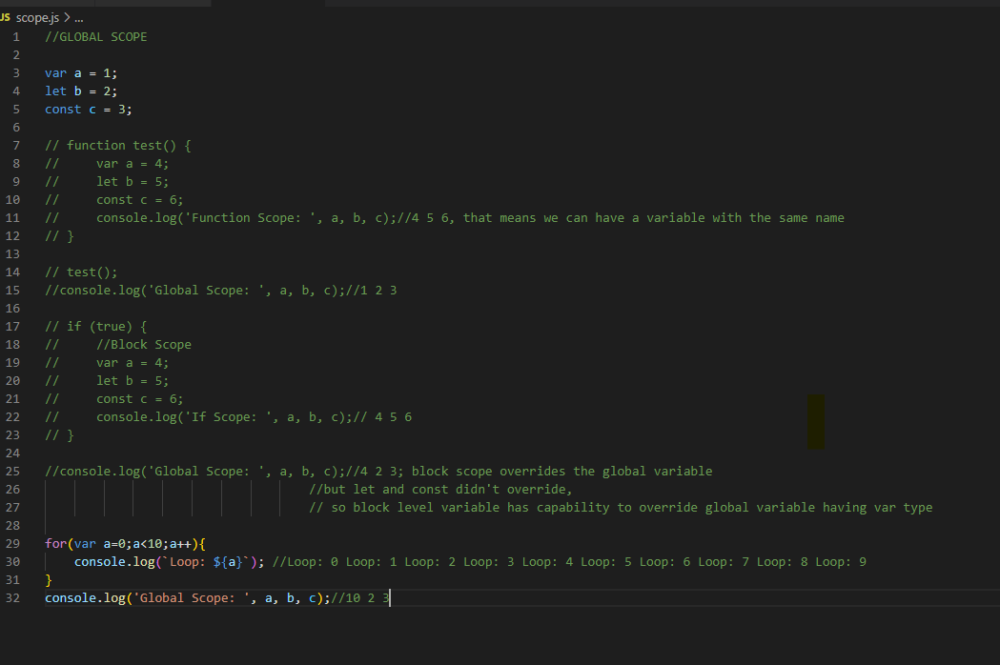 JS scope.js > ...
1 //GLOBAL SCOPE
2
3 var a = 1;
4 let b = 2;
5 const c = 3;
6
7 // function test() {
8 //     var a = 4;
9 //     let b = 5;
10 //     const c = 6;
11 //     console.log('Function Scope: ', a, b, c);//4 5 6, that means we can have a variable with the same name
12 // }
13
14 // test();
15 //console.log('Global Scope: ', a, b, c);//1 2 3
16
17 // if (true) {
18 //     //Block Scope
19 //     var a = 4;
20 //     let b = 5;
21 //     const c = 6;
22 //     console.log('If Scope: ', a, b, c);// 4 5 6
23 // }
24
25 //console.log('Global Scope: ', a, b, c);//4 2 3; block scope overrides the global variable
26                                     //but let and const didn't override,
27                                     // so block level variable has capability to override global variable having var type
28
29 for(var a=0;a<10;a++){
30     console.log(`Loop: ${a}`); //Loop: 0 Loop: 1 Loop: 2 Loop: 3 Loop: 4 Loop: 5 Loop: 6 Loop: 7 Loop: 8 Loop: 9
31 }
32 console.log('Global Scope: ', a, b, c);//10 2 3